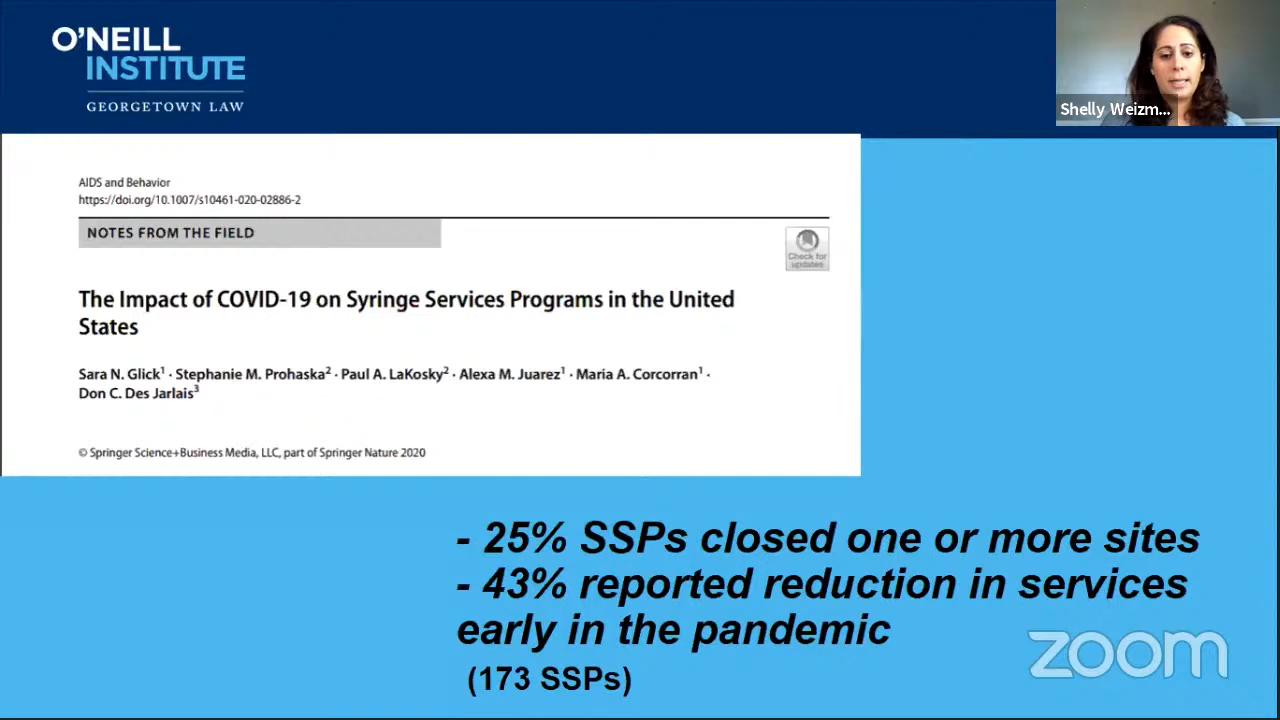 O'NEILL
INSTITUTE
GEORGETOWN LAW
Shelly Weizm...
AIDS and Behavior
https://doi.org/10.1007/s10461-020-02886-2
NOTES FROM THE FIELD
Check for
updates
The Impact of COVID-19 on Syringe Services Programs in the United
States
Sara N. Glick1 · Stephanie M. Prohaska2 · Paul A. LaKosky2 · Alexa M. Juarez1 · Maria A. Corcorran1 ·
Don C. Des Jarlais3
© Springer Science+Business Media, LLC, part of Springer Nature 2020
- 25% SSPs closed one or more sites
- 43% reported reduction in services
early in the pandemic
(173 SSPs)
zoom